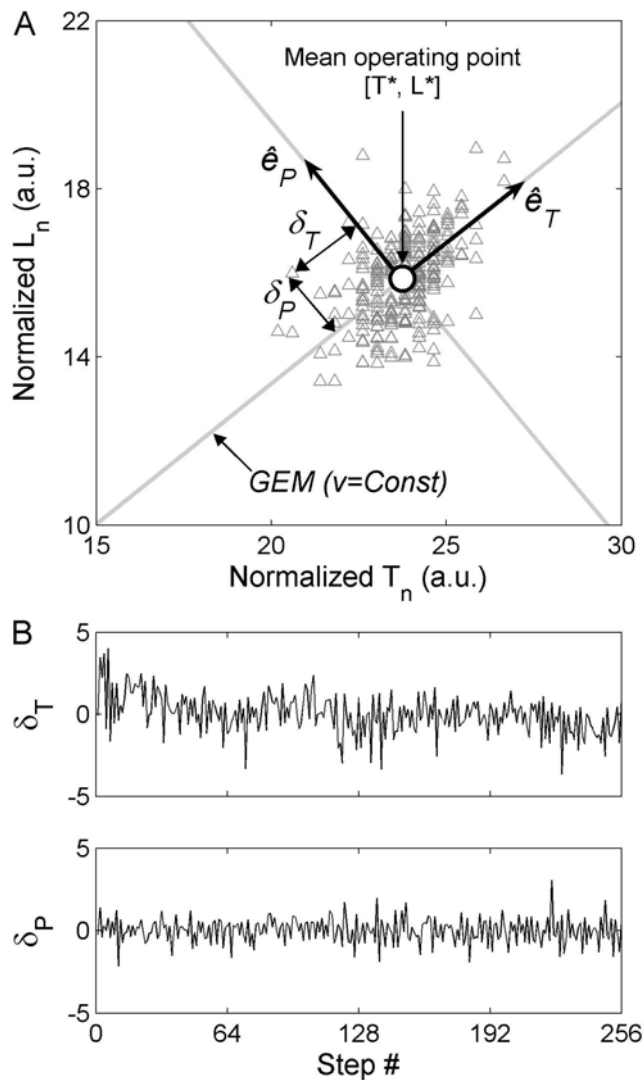 A
22
18
14
10
Normalized L_n (a.u.)
Mean operating point
[T*, L*]
ê_P
ê_T
δ_T
δ_P
GEM (v=Const)
15
20
25
30
Normalized T_n (a.u.)
B
5
0
-5
δ_T
5
0
-5
δ_P
0
64
128
192
256
Step #